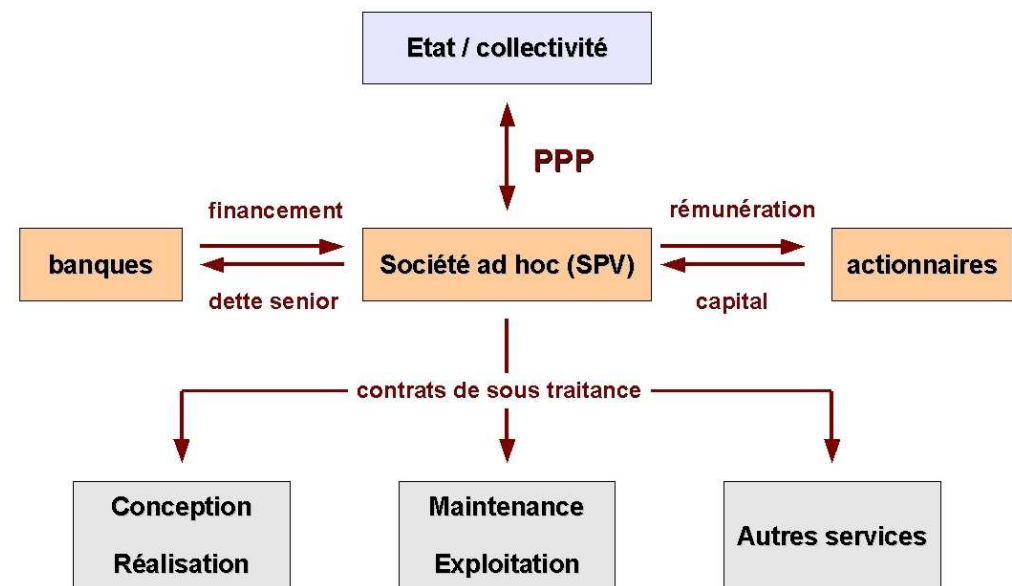 Etat / collectivité
PPP
financement
rémunération
banques
Société ad hoc (SPV)
actionnaires
dette senior
capital
contrats de sous traitance
Conception
Réalisation
Maintenance
Exploitation
Autres services